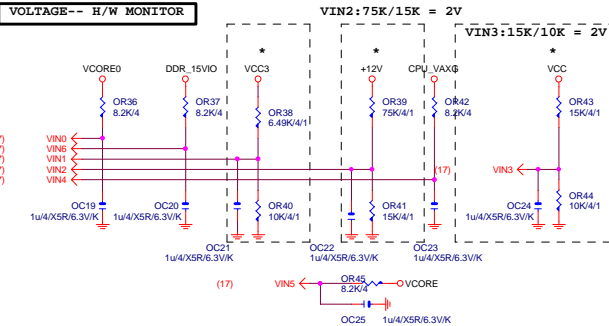 VOLTAGE-- H/W MONITOR
VIN2:75K/15K = 2V
VIN3:15K/10K = 2V
* * *
VCORE0 DDR_15VIO VCC3 +12V CPU_VAXG VCC
OR36 8.2K/4
OR37 8.2K/4
OR38 6.49K/4/1
OR39 75K/4/1
OR42 8.2K/4
OR43 15K/4/1
VIN0
VIN6
VIN1
VIN2
VIN4
(17)
VIN3
OC19 1u/4/X5R/6.3V/K
OC20 1u/4/X5R/6.3V/K
OR40 10K/4/1
OR41 15K/4/1
OC24 1u/4/X5R/6.3V/K
OR44 10K/4/1
OC21 1u/4/X5R/6.3V/K
OC22 1u/4/X5R/6.3V/K
OC23 1u/4/X5R/6.3V/K
(17) VIN5
OR45 8.2K/4
VCORE
OC25 1u/4/X5R/6.3V/K